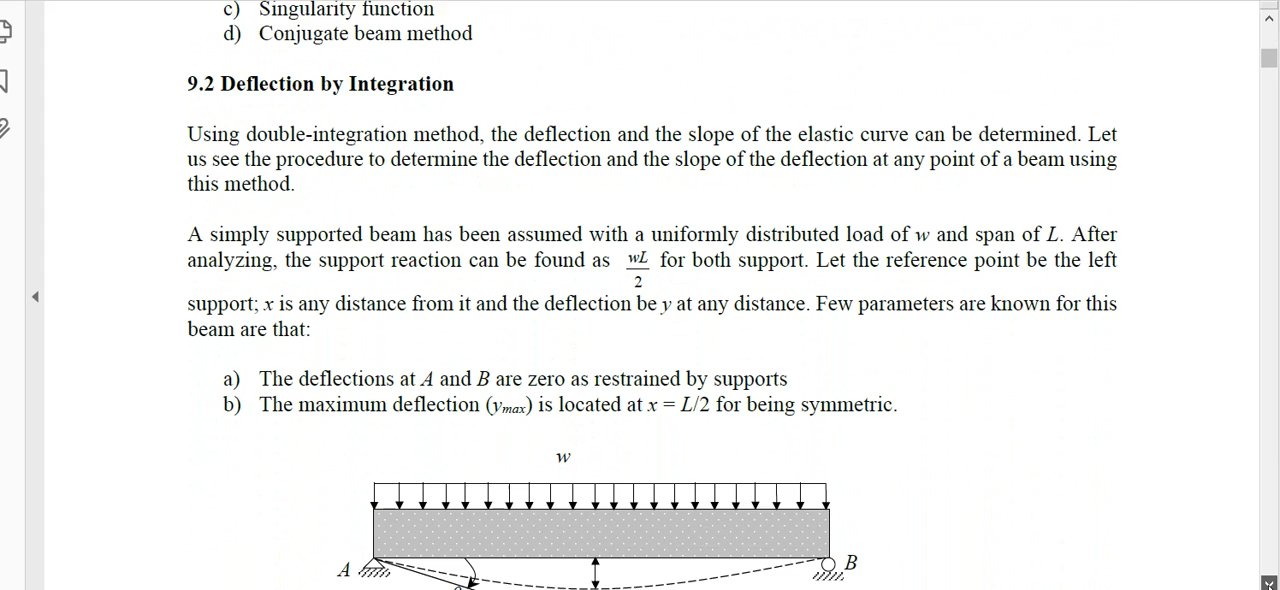 c) Singularity function
d) Conjugate beam method
9.2 Deflection by Integration
Using double-integration method, the deflection and the slope of the elastic curve can be determined. Let
us see the procedure to determine the deflection and the slope of the deflection at any point of a beam using
this method.
A simply supported beam has been assumed with a uniformly distributed load of w and span of L. After
analyzing, the support reaction can be found as wL/2 for both support. Let the reference point be the left
support; x is any distance from it and the deflection be y at any distance. Few parameters are known for this
beam are that:
a) The deflections at A and B are zero as restrained by supports
b) The maximum deflection (ymax) is located at x = L/2 for being symmetric.
w
A
B